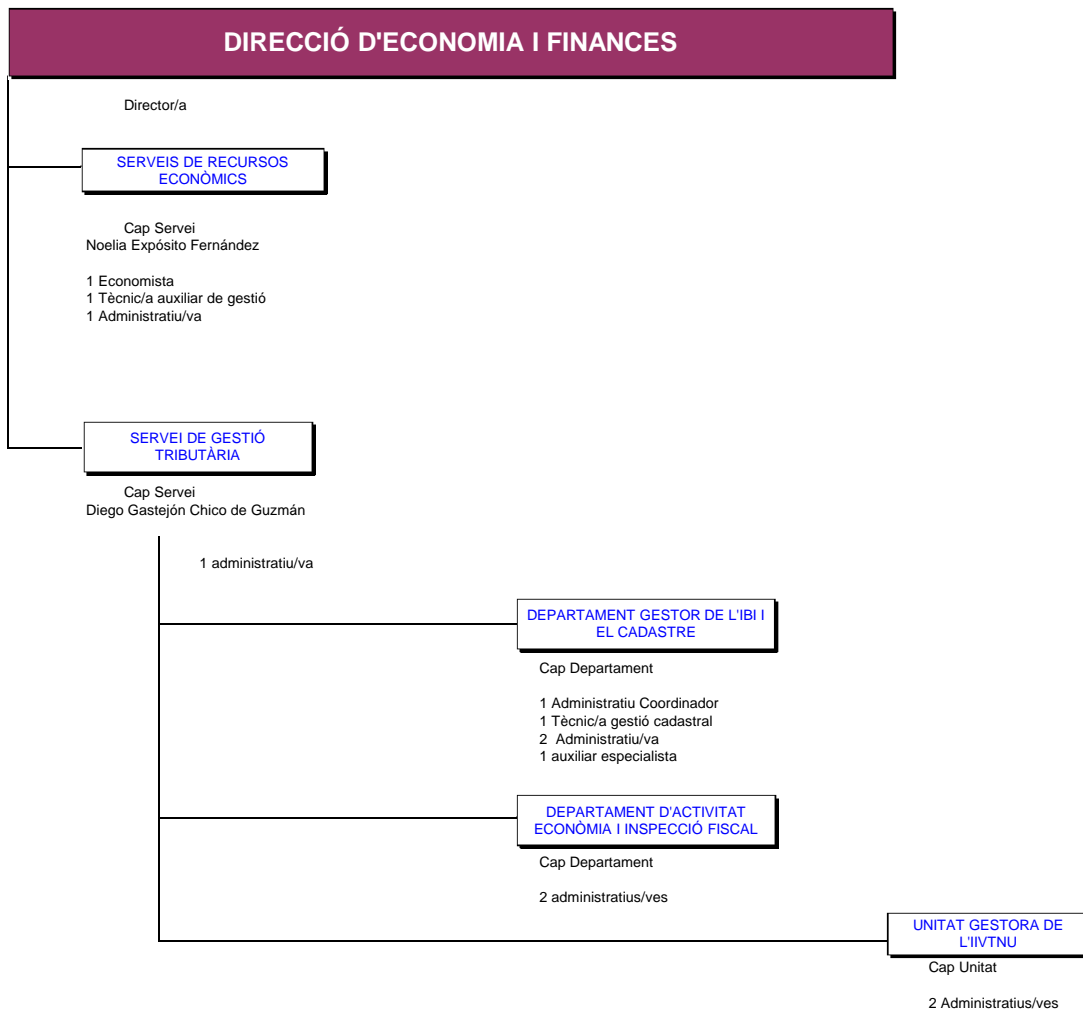 DIRECCIÓ D'ECONOMIA I FINANCES
Director/a
SERVEIS DE RECURSOS
ECONÒMICS
Cap Servei
Noelia Expósito Fernández
1 Economista
1 Tècnic/a auxiliar de gestió
1 Administratiu/va
SERVEI DE GESTIÓ
TRIBUTÀRIA
Cap Servei
Diego Gastejón Chico de Guzmán
1 administratiu/va
DEPARTAMENT GESTOR DE L'IBI I
EL CADASTRE
Cap Departament
1 Administratiu Coordinador
1 Tècnic/a gestió cadastral
2 Administratiu/va
1 auxiliar especialista
DEPARTAMENT D'ACTIVITAT
ECONÒMIA I INSPECCIÓ FISCAL
Cap Departament
2 administratius/ves
UNITAT GESTORA DE
L'IIVTNU
Cap Unitat
2 Administratius/ves